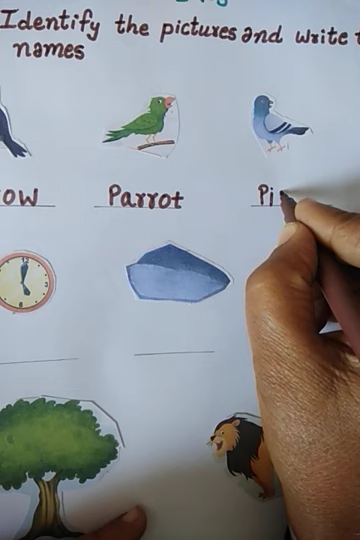 Identify the pictures and write
names
ow Parrot Pi